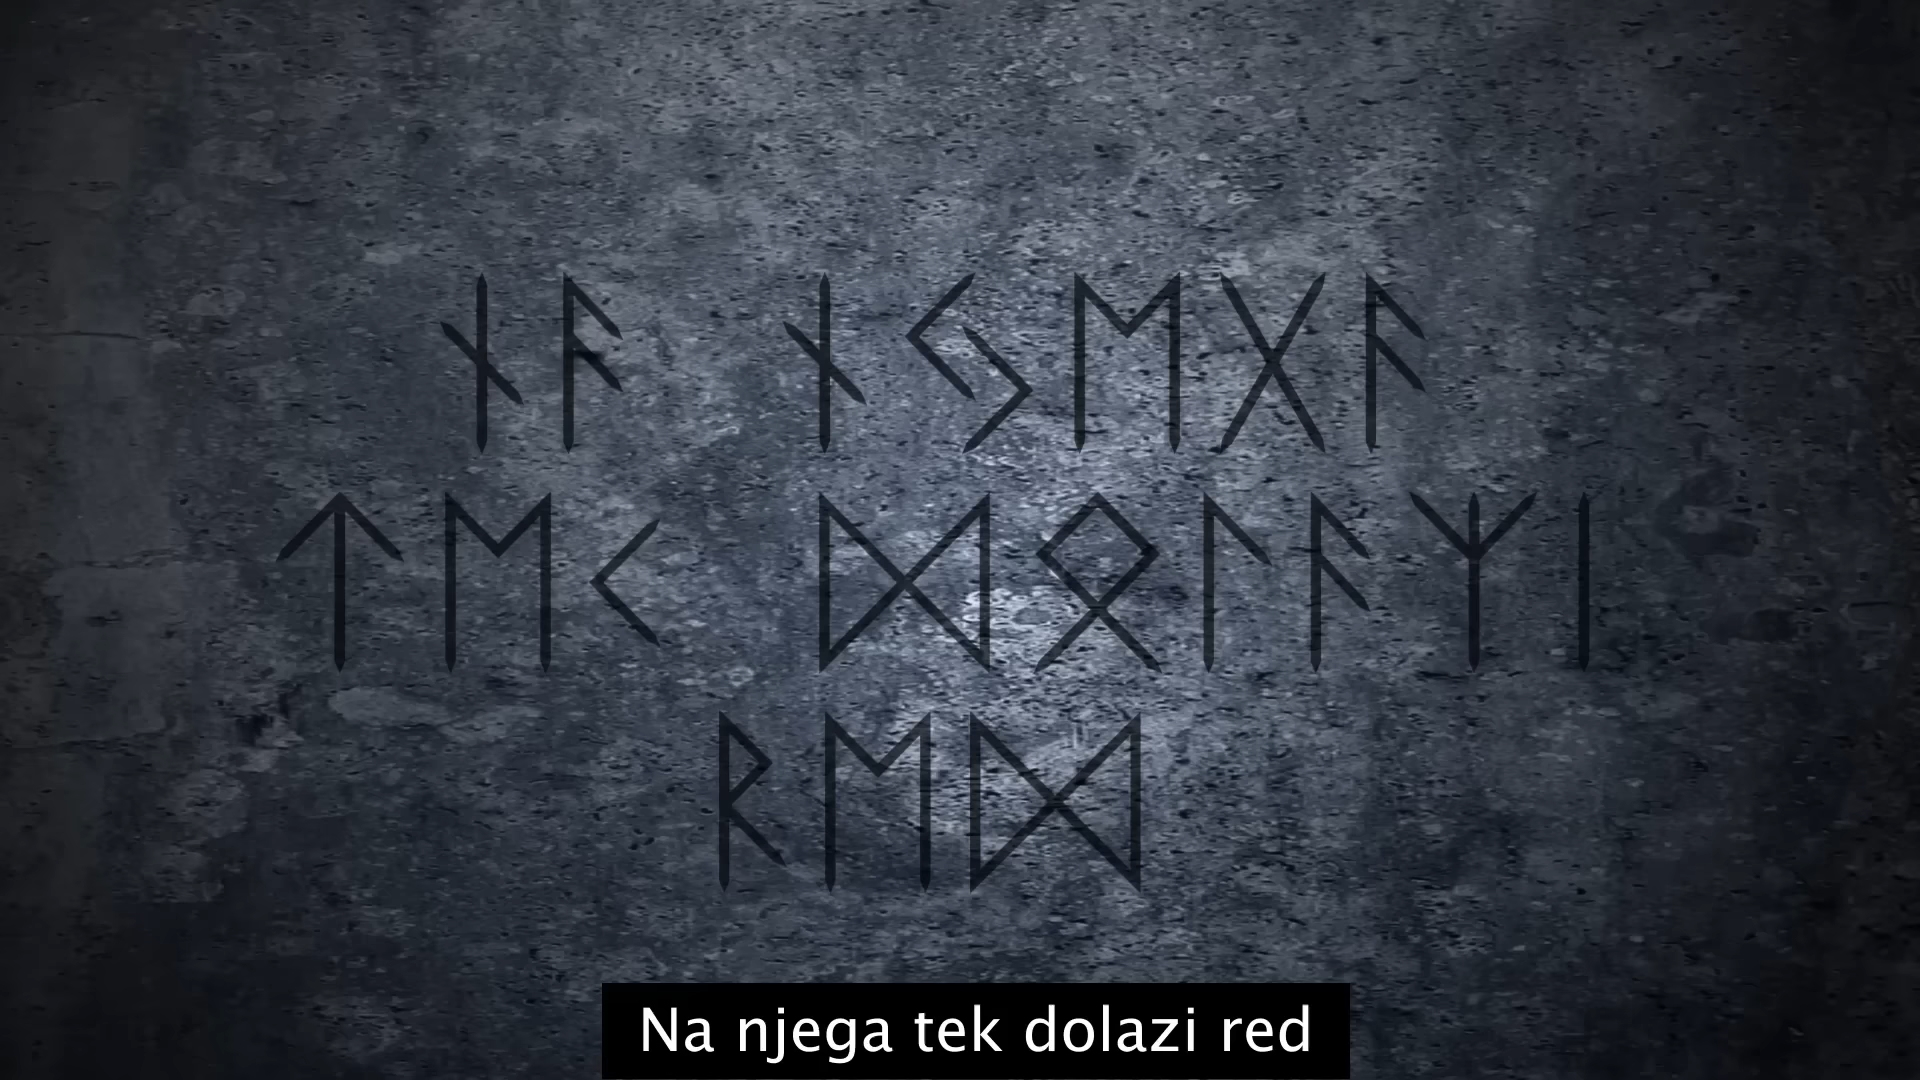 ᚾᚨ ᚾᛃᛖᚷᚨ
ᛏᛖᚲ ᛞᛟᛚᚨᛉᛁ
ᚱᛖᛞ
Na njega tek dolazi red